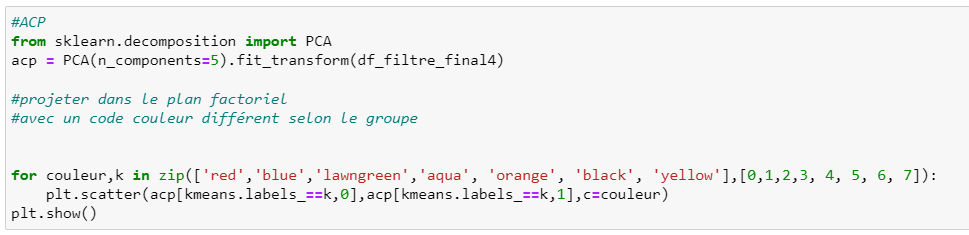 #ACP
from sklearn.decomposition import PCA
acp = PCA(n_components=5).fit_transform(df_filtre_final4)
#projeter dans le plan factoriel
#avec un code couleur différent selon le groupe
for couleur,k in zip(['red','blue','lawngreen','aqua', 'orange', 'black', 'yellow'],[0,1,2,3, 4, 5, 6, 7]):
    plt.scatter(acp[kmeans.labels_==k,0],acp[kmeans.labels_==k,1],c=couleur)
plt.show()